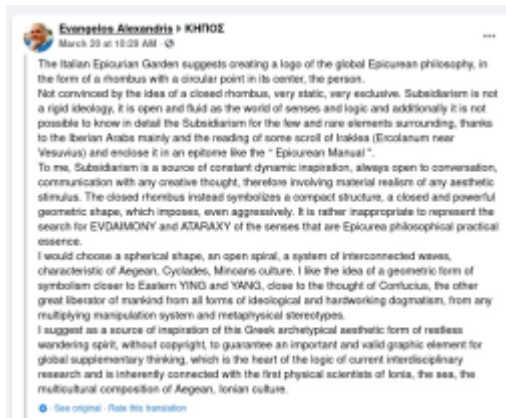 Evangelos Alexandris ▸ ΚΗΠΟΣ
March 20 at 10:29 AM ·
The Italian Epicurian Garden suggests creating a logo of the global Epicurean philosophy, in
the form of a rhombus with a circular point in its center, the person.
Not convinced by the idea of a closed rhombus, very static, very exclusive. Subsidiarism is not
a rigid ideology, it is open and fluid as the world of senses and logic and additionally it is not
possible to know in detail the Subsidiarism for the few and rare elements surrounding, thanks
to the Iberian Arabs mainly and the reading of some scroll of Iraklea (Ercolanum near
Vesuvius) and enclose it in an epitome like the " Epicurean Manual ".
To me, Subsidiarism is a source of constant dynamic inspiration, always open to conversation,
communication with any creative thought, therefore involving material realism of any aesthetic
stimulus. The closed rhombus instead symbolizes a compact structure, a closed and powerful
geometric shape, which imposes, even aggressively. It is rather inappropriate to represent the
search for EVDAIMONY and ATARAXY of the senses that are Epicurea philosophical practical
essence.
I would choose a spherical shape, an open spiral, a system of interconnected waves,
characteristic of Aegean, Cyclades, Minoans culture. I like the idea of a geometric form of
symbolism closer to Eastern YING and YANG, close to the thought of Confucius, the other
great liberator of mankind from all forms of ideological and hardworking dogmatism, from any
multiplying manipulation system and metaphysical stereotypes.
I suggest as a source of inspiration of this Greek archetypical aesthetic form of restless
wandering spirit, without copyright, to guarantee an important and valid graphic element for
global supplementary thinking, which is the heart of the logic of current interdisciplinary
research and is inherently connected with the first physical scientists of Ionia, the sea, the
multicultural composition of Aegean, Ionian culture.
· See original · Rate this translation